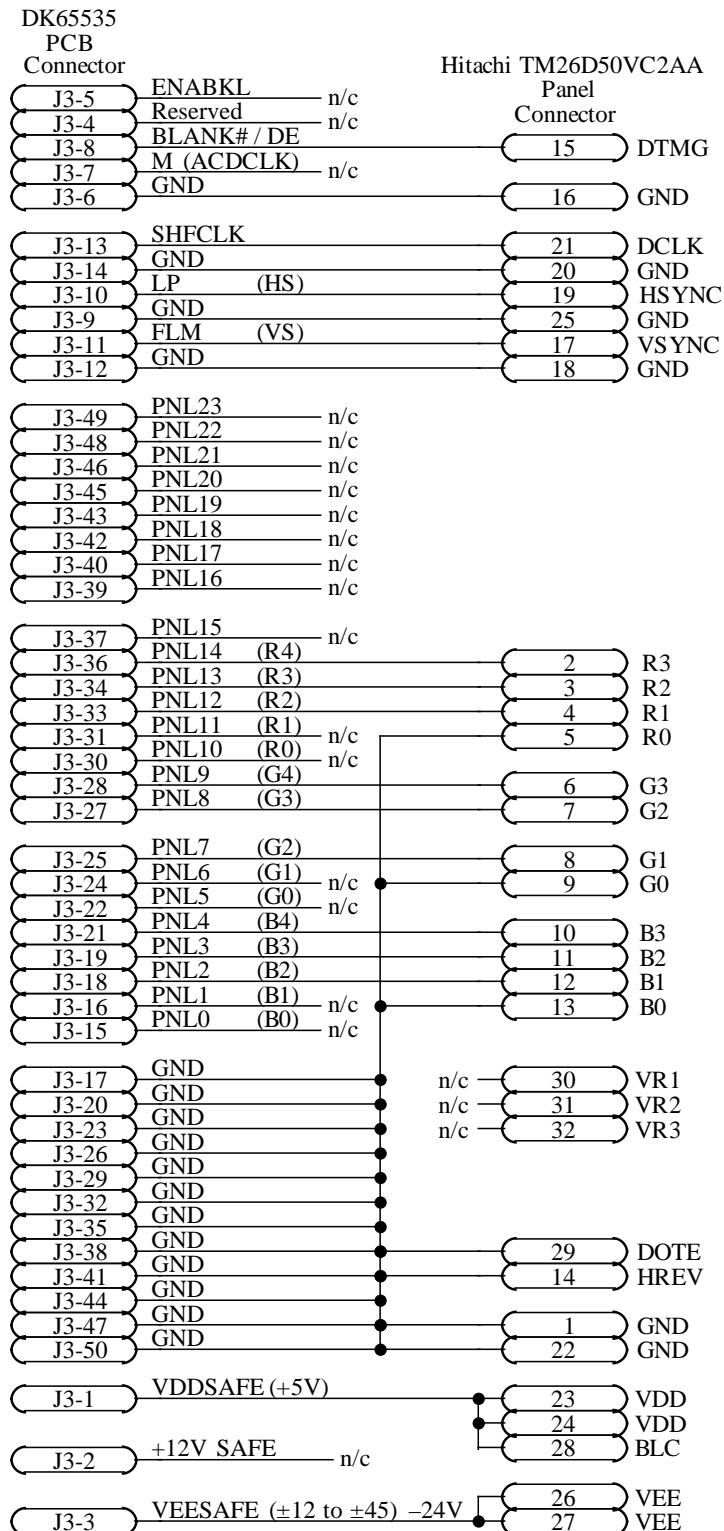 DK65535
PCB
Connector
Hitachi TM26D50VC2AA
Panel
Connector
J3-5 ENABKL n/c
J3-4 Reserved n/c
J3-8 BLANK# / DE 15 DTMG
J3-7 M (ACDCLK) n/c
J3-6 GND 16 GND
J3-13 SHFCLK 21 DCLK
J3-14 GND 20 GND
J3-10 LP (HS) 19 HSYNC
J3-9 GND 25 GND
J3-11 FLM (VS) 17 VSYNC
J3-12 GND 18 GND
J3-49 PNL23 n/c
J3-48 PNL22 n/c
J3-46 PNL21 n/c
J3-45 PNL20 n/c
J3-43 PNL19 n/c
J3-42 PNL18 n/c
J3-40 PNL17 n/c
J3-39 PNL16 n/c
J3-37 PNL15 n/c
J3-36 PNL14 (R4) 2 R3
J3-34 PNL13 (R3) 3 R2
J3-33 PNL12 (R2) 4 R1
J3-31 PNL11 (R1) n/c 5 R0
J3-30 PNL10 (R0) n/c
J3-28 PNL9 (G4) 6 G3
J3-27 PNL8 (G3) 7 G2
J3-25 PNL7 (G2) 8 G1
J3-24 PNL6 (G1) n/c 9 G0
J3-22 PNL5 (G0) n/c
J3-21 PNL4 (B4) 10 B3
J3-19 PNL3 (B3) 11 B2
J3-18 PNL2 (B2) 12 B1
J3-16 PNL1 (B1) n/c 13 B0
J3-15 PNL0 (B0) n/c
J3-17 GND n/c 30 VR1
J3-20 GND n/c 31 VR2
J3-23 GND n/c 32 VR3
J3-26 GND
J3-29 GND
J3-32 GND
J3-35 GND
J3-38 GND 29 DOTE
J3-41 GND 14 HREV
J3-44 GND
J3-47 GND 1 GND
J3-50 GND 22 GND
J3-1 VDDSAFE (+5V) 23 VDD
24 VDD
28 BLC
J3-2 +12V SAFE n/c
26 VEE
J3-3 VEESAFE (±12 to ±45) –24V 27 VEE